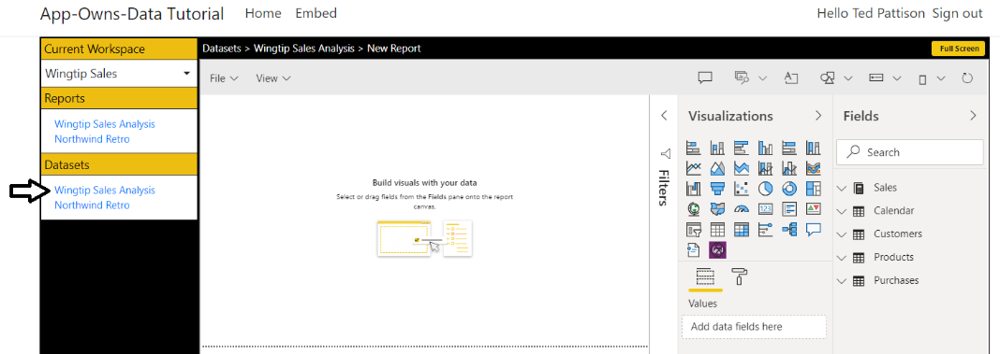 App-Owns-Data Tutorial Home Embed Hello Ted Pattison Sign out
Current Workspace
Wingtip Sales
Reports
Wingtip Sales Analysis
Northwind Retro
Datasets
Wingtip Sales Analysis
Northwind Retro
Datasets > Wingtip Sales Analysis > New Report Full Screen
File View
Build visuals with your data
Select or drag fields from the Fields pane onto the report
canvas.
Filters
Visualizations
123
Values
Add data fields here
Fields
Search
Sales
Calendar
Customers
Products
Purchases